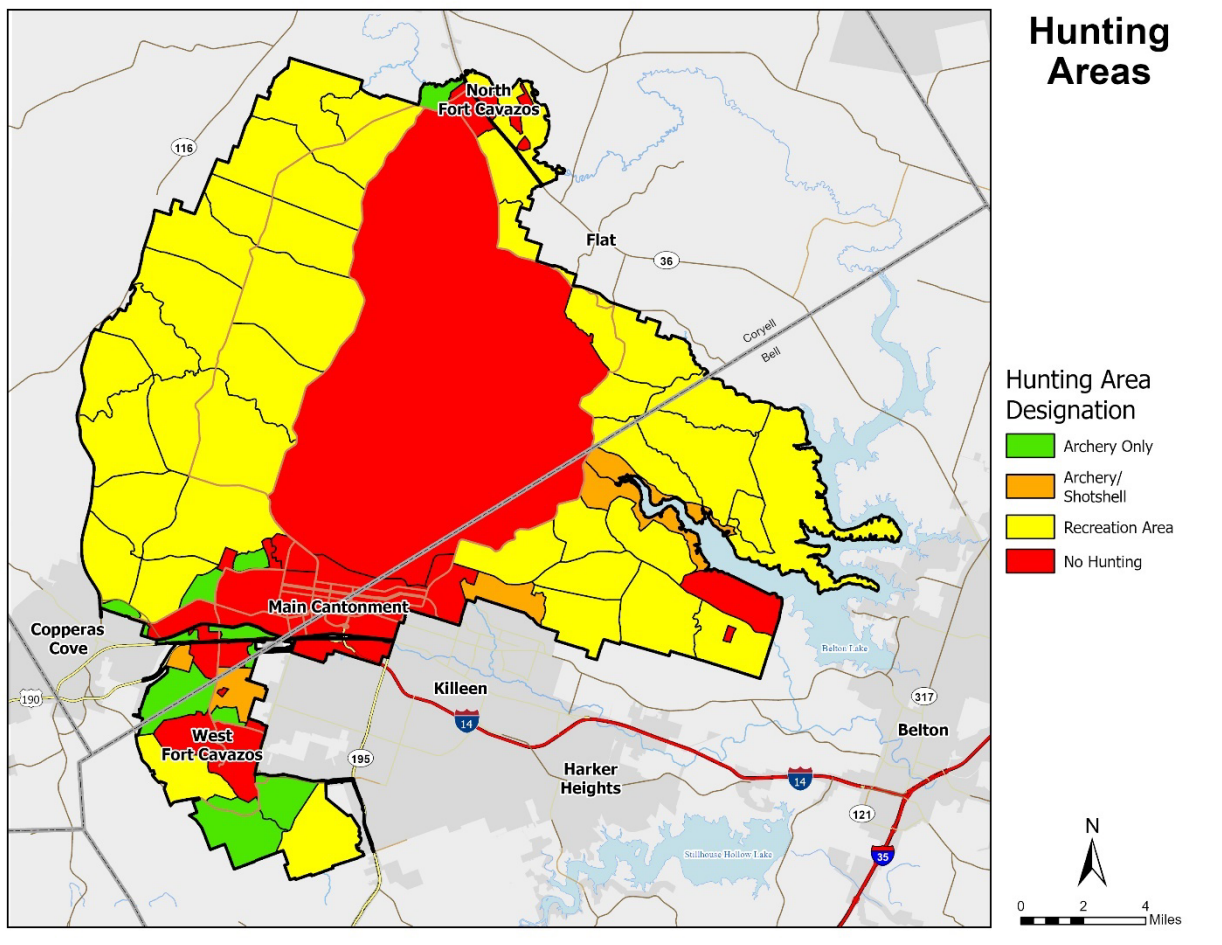 Hunting
Areas
North
Fort Cavazos
116
Flat
36
Coryell
Bell
Hunting Area
Designation
Archery Only
Archery/
Shotshell
Recreation Area
No Hunting
Main Cantonment
Copperas
Cove
Belton Lake
190
Killeen
14
317
Belton
West
Fort Cavazos
195
Harker
Heights
14
121
Stillhouse Hollow Lake
35
N
0 2 4
Miles